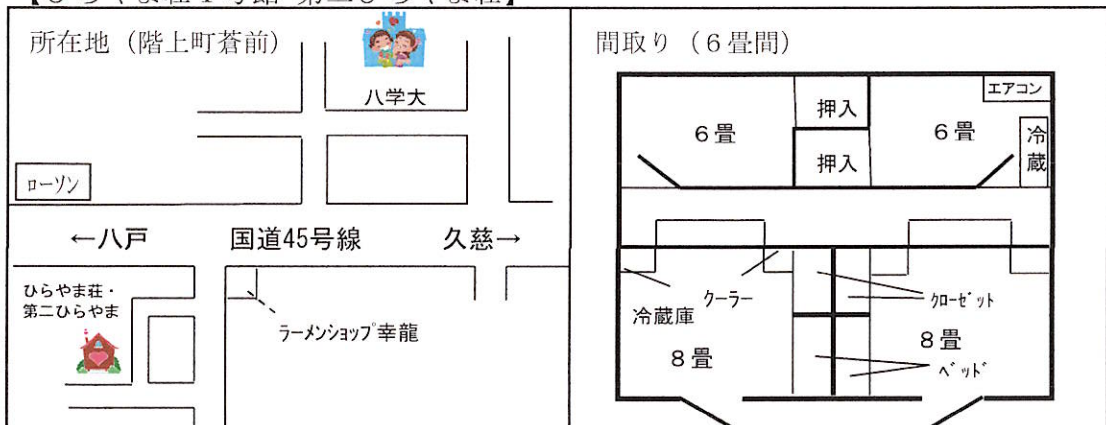 所在地（階上町蒼前）
八学大
ローソン
←八戸　国道45号線　久慈→
ひらやま荘・
第二ひらやま
ラーメンショップ幸龍
間取り（６畳間）
エアコン
押入
６畳
６畳
冷蔵
押入
クーラー
クローゼット
冷蔵庫
８畳
８畳
ベッド